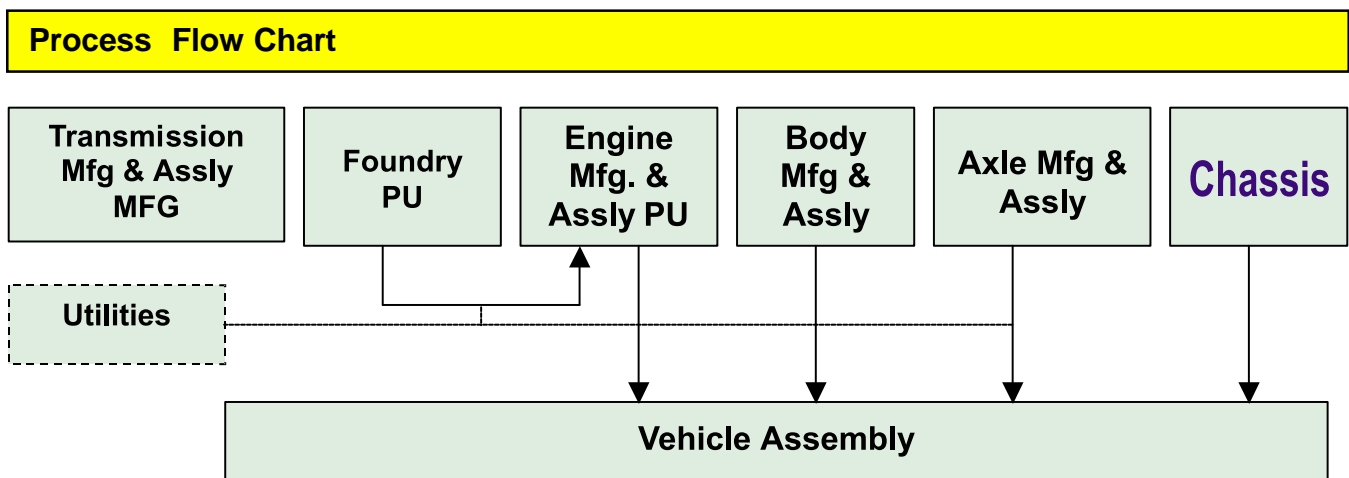 Process Flow Chart
Transmission
Mfg & Assly
MFG
Foundry
PU
Engine
Mfg. &
Assly PU
Body
Mfg &
Assly
Axle Mfg &
Assly
Chassis
Utilities
Vehicle Assembly